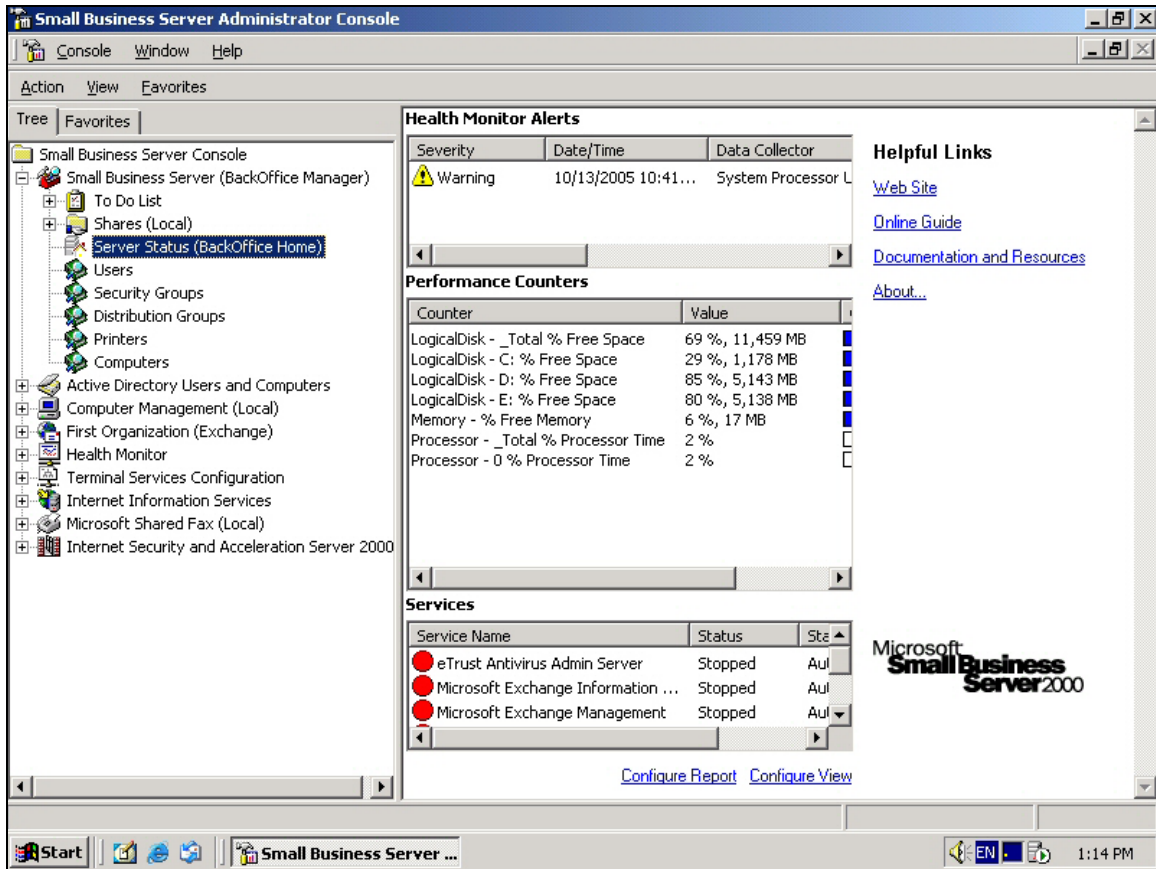 Small Business Server Administrator Console
Console Window Help
Action View Favorites
Tree Favorites
Small Business Server Console
Small Business Server (BackOffice Manager)
To Do List
Shares (Local)
Server Status (BackOffice Home)
Users
Security Groups
Distribution Groups
Printers
Computers
Active Directory Users and Computers
Computer Management (Local)
First Organization (Exchange)
Health Monitor
Terminal Services Configuration
Internet Information Services
Microsoft Shared Fax (Local)
Internet Security and Acceleration Server 2000
Health Monitor Alerts
Severity Date/Time Data Collector
Warning 10/13/2005 10:41... System Processor U
Performance Counters
Counter Value
LogicalDisk - _Total % Free Space 69 %, 11,459 MB
LogicalDisk - C: % Free Space 29 %, 1,178 MB
LogicalDisk - D: % Free Space 85 %, 5,143 MB
LogicalDisk - E: % Free Space 80 %, 5,138 MB
Memory - % Free Memory 6 %, 17 MB
Processor - _Total % Processor Time 2 %
Processor - 0 % Processor Time 2 %
Services
Service Name Status Sta
eTrust Antivirus Admin Server Stopped Aut
Microsoft Exchange Information ... Stopped Aut
Microsoft Exchange Management Stopped Aut
Configure Report Configure View
Helpful Links
Web Site
Online Guide
Documentation and Resources
About...
Microsoft
Small Business
Server2000
Start Small Business Server ... EN 1:14 PM